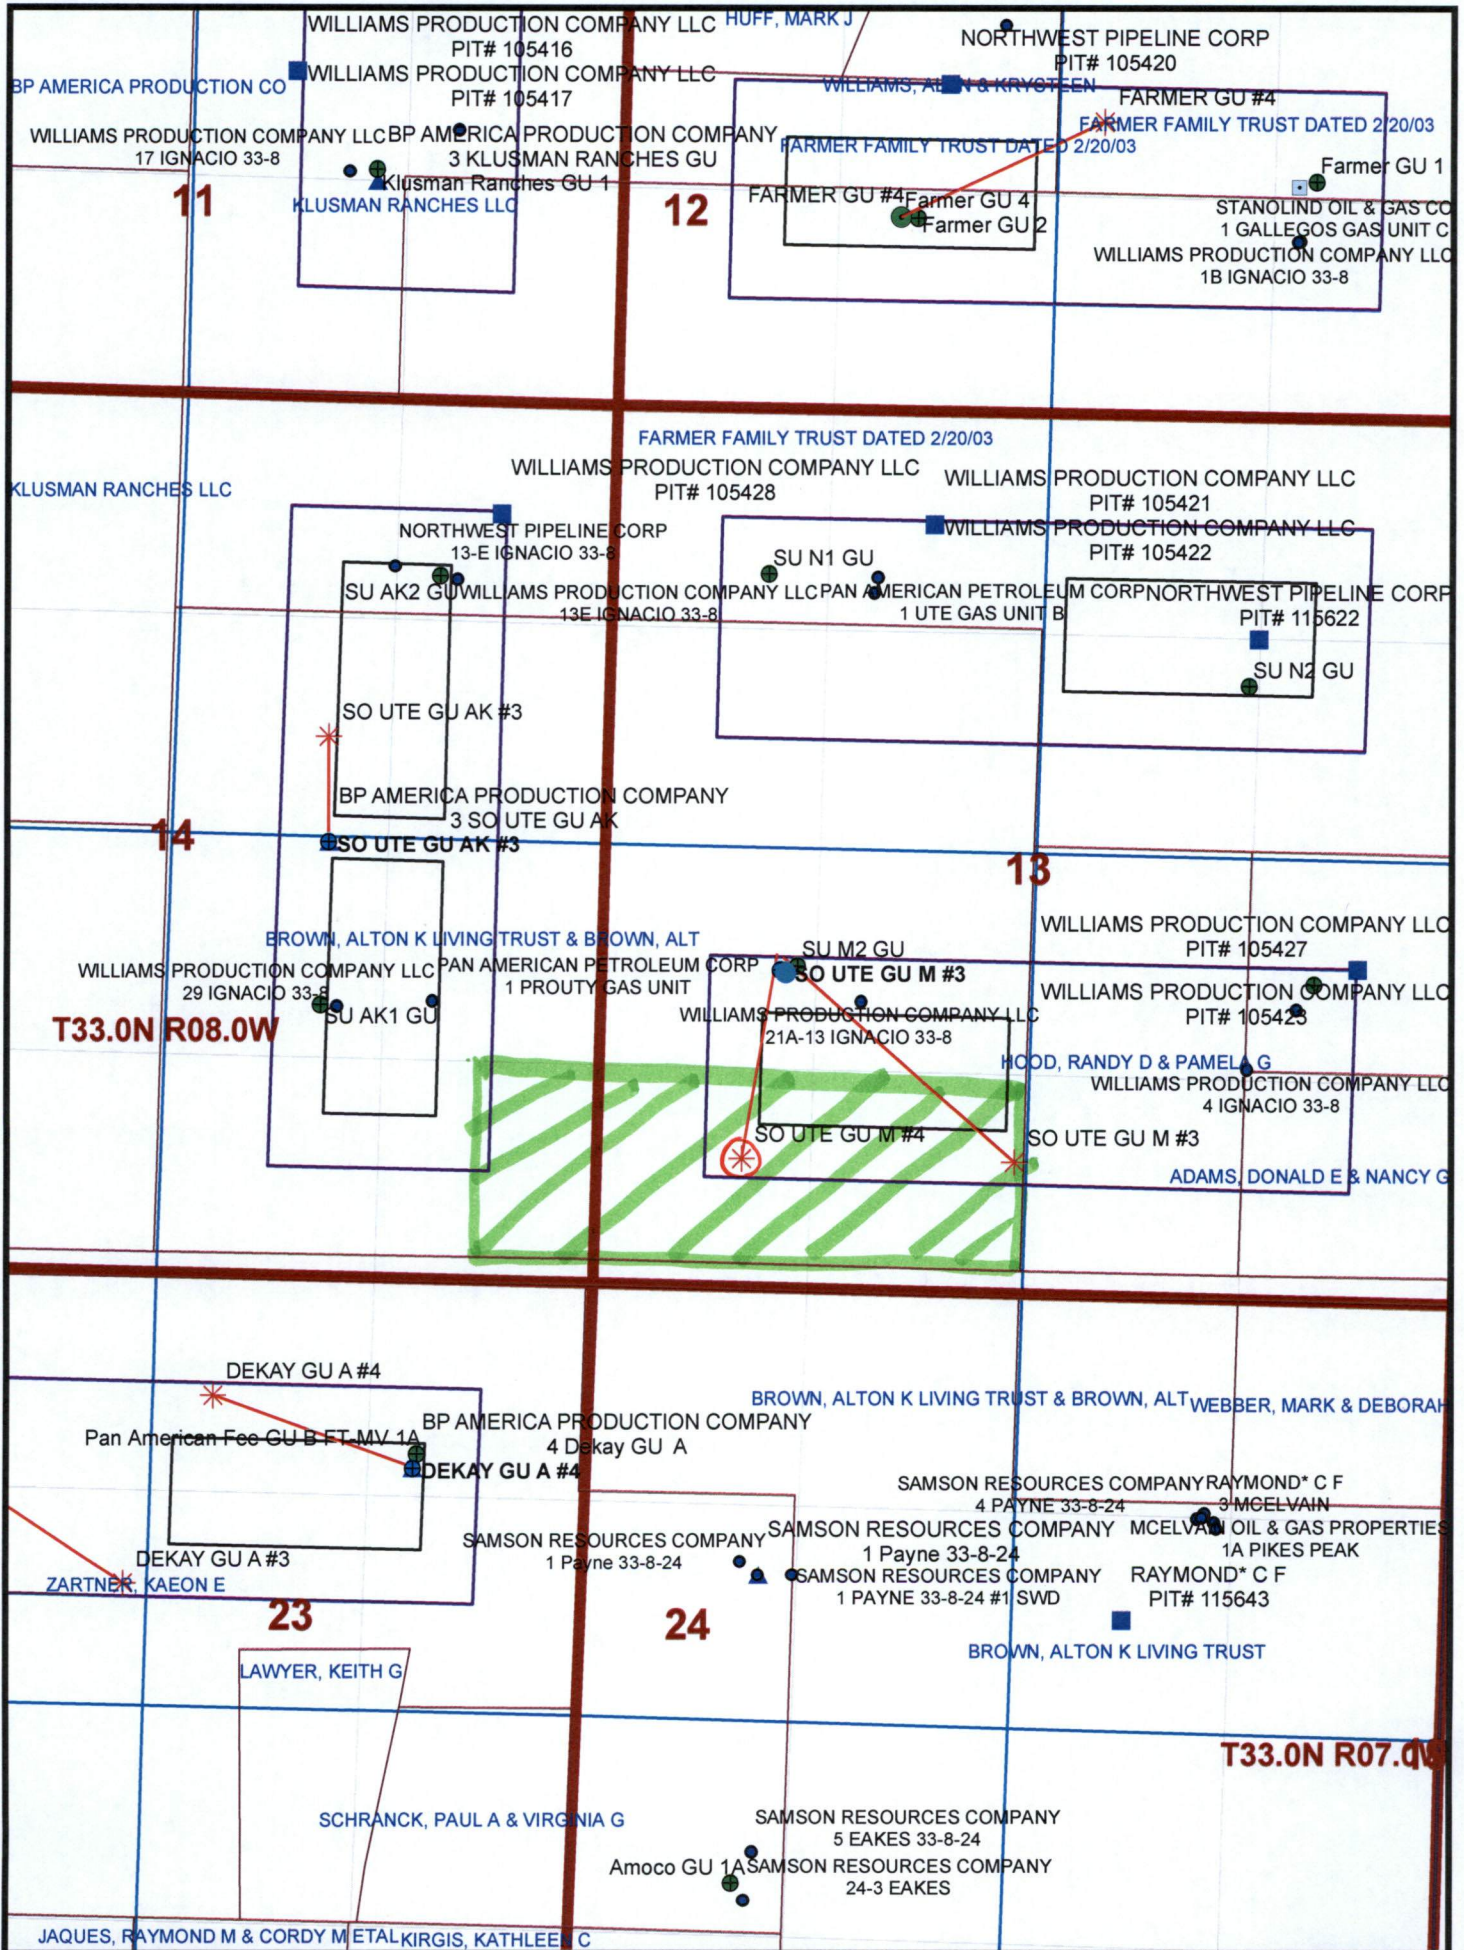 WILLIAMS PRODUCTION COMPANY LLC
PIT# 105416
HUFF, MARK J
NORTHWEST PIPELINE CORP
PIT# 105420
WILLIAMS PRODUCTION COMPANY LLC
PIT# 105417
BP AMERICA PRODUCTION CO
WILLIAMS, ALLEN & KRYSTEEN
FARMER GU #4
FARMER FAMILY TRUST DATED 2/20/03
WILLIAMS PRODUCTION COMPANY LLC
17 IGNACIO 33-8
BP AMERICA PRODUCTION COMPANY
3 KLUSMAN RANCHES GU
FARMER FAMILY TRUST DATED 2/20/03
Klusman Ranches GU 1
KLUSMAN RANCHES LLC
11
12
FARMER GU #4
Farmer GU 4
Farmer GU 2
Farmer GU 1
STANOLIND OIL & GAS CO
1 GALLEGOS GAS UNIT C
WILLIAMS PRODUCTION COMPANY LLC
1B IGNACIO 33-8
FARMER FAMILY TRUST DATED 2/20/03
KLUSMAN RANCHES LLC
WILLIAMS PRODUCTION COMPANY LLC
PIT# 105428
WILLIAMS PRODUCTION COMPANY LLC
PIT# 105421
WILLIAMS PRODUCTION COMPANY LLC
PIT# 105422
NORTHWEST PIPELINE CORP
13-E IGNACIO 33-8
SU N1 GU
SU AK2 GU
WILLIAMS PRODUCTION COMPANY LLC
13E IGNACIO 33-8
PAN AMERICAN PETROLEUM CORP
1 UTE GAS UNIT B
NORTHWEST PIPELINE CORP
PIT# 115622
SU N2 GU
SO UTE GU AK #3
BP AMERICA PRODUCTION COMPANY
3 SO UTE GU AK
14
SO UTE GU AK #3
13
BROWN, ALTON K LIVING TRUST & BROWN, ALT
WILLIAMS PRODUCTION COMPANY LLC
PIT# 105427
SU M2 GU
SO UTE GU M #3
WILLIAMS PRODUCTION COMPANY LLC
29 IGNACIO 33-8
PAN AMERICAN PETROLEUM CORP
1 PROUTY GAS UNIT
SU AK1 GU
WILLIAMS PRODUCTION COMPANY LLC
21A-13 IGNACIO 33-8
WILLIAMS PRODUCTION COMPANY LLC
PIT# 105423
T33.0N R08.0W
HOOD, RANDY D & PAMELA G
WILLIAMS PRODUCTION COMPANY LLC
4 IGNACIO 33-8
SO UTE GU M #4
SO UTE GU M #3
ADAMS, DONALD E & NANCY G
DEKAY GU A #4
BROWN, ALTON K LIVING TRUST & BROWN, ALT
WEBBER, MARK & DEBORAH
Pan American Fee GU B FT-MV 1A
BP AMERICA PRODUCTION COMPANY
4 Dekay GU A
DEKAY GU A #4
SAMSON RESOURCES COMPANY
4 PAYNE 33-8-24
RAYMOND* C F
3 MCELVAIN
SAMSON RESOURCES COMPANY
1 Payne 33-8-24
SAMSON RESOURCES COMPANY
1 Payne 33-8-24
MCELVAIN OIL & GAS PROPERTIES
1A PIKES PEAK
DEKAY GU A #3
ZARTNER, KAEON E
SAMSON RESOURCES COMPANY
1 PAYNE 33-8-24 #1 SWD
RAYMOND* C F
PIT# 115643
23
24
BROWN, ALTON K LIVING TRUST
LAWYER, KEITH G
T33.0N R07.0W
SCHRANCK, PAUL A & VIRGINIA G
SAMSON RESOURCES COMPANY
5 EAKES 33-8-24
Amoco GU 1A
SAMSON RESOURCES COMPANY
24-3 EAKES
JAQUES, RAYMOND M & CORDY M ETAL
KIRGIS, KATHLEEN C